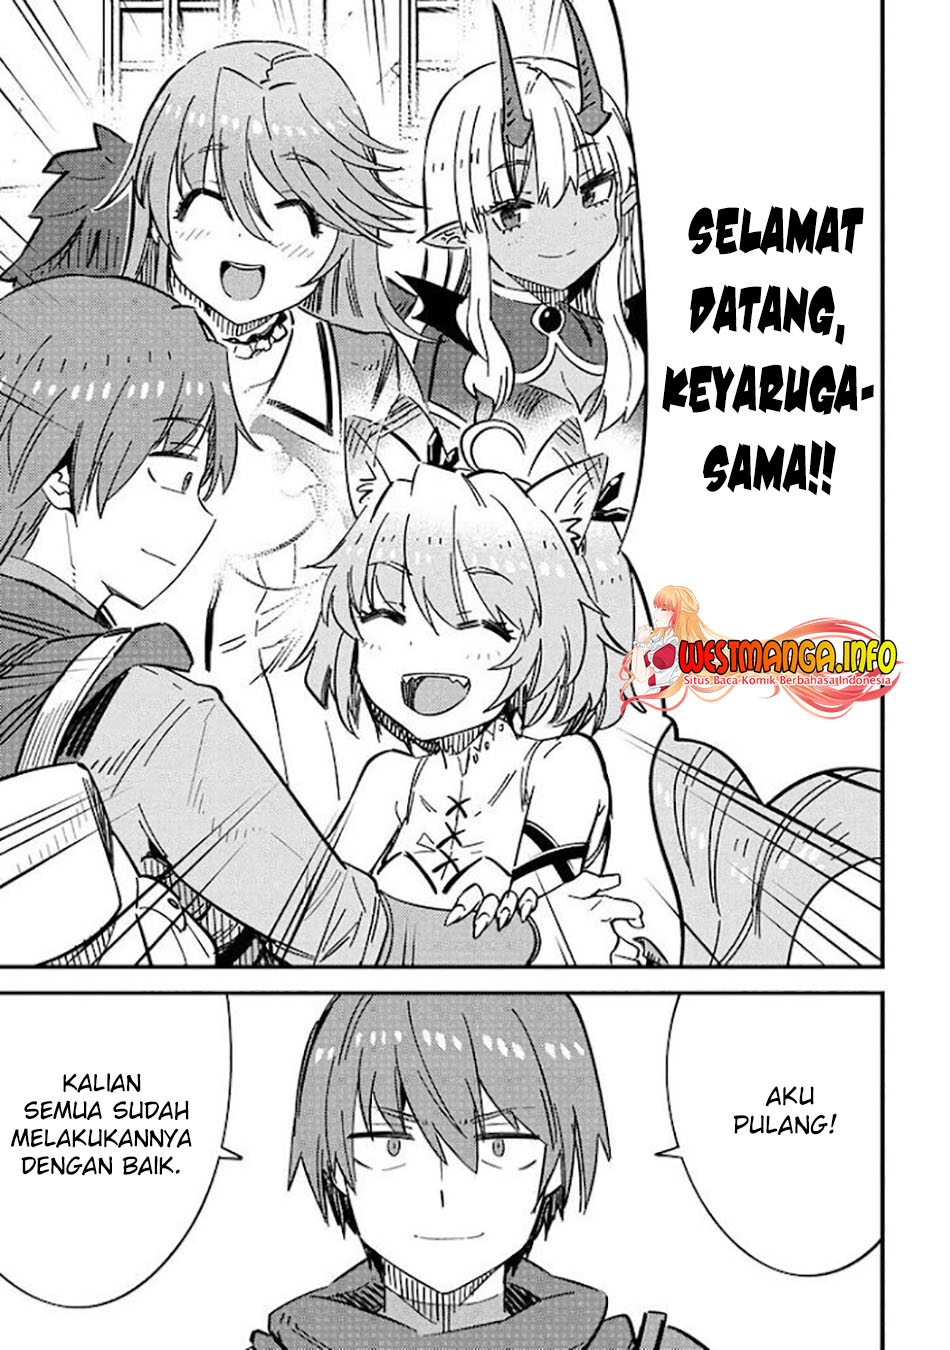 SELAMAT
DATANG,
KEYARUGA-
SAMA!!
WESTMANGA.INFO
Situs Baca Komik Berbahasa Indonesia
AKU
PULANG!
KALIAN
SEMUA SUDAH
MELAKUKANNYA
DENGAN BAIK.